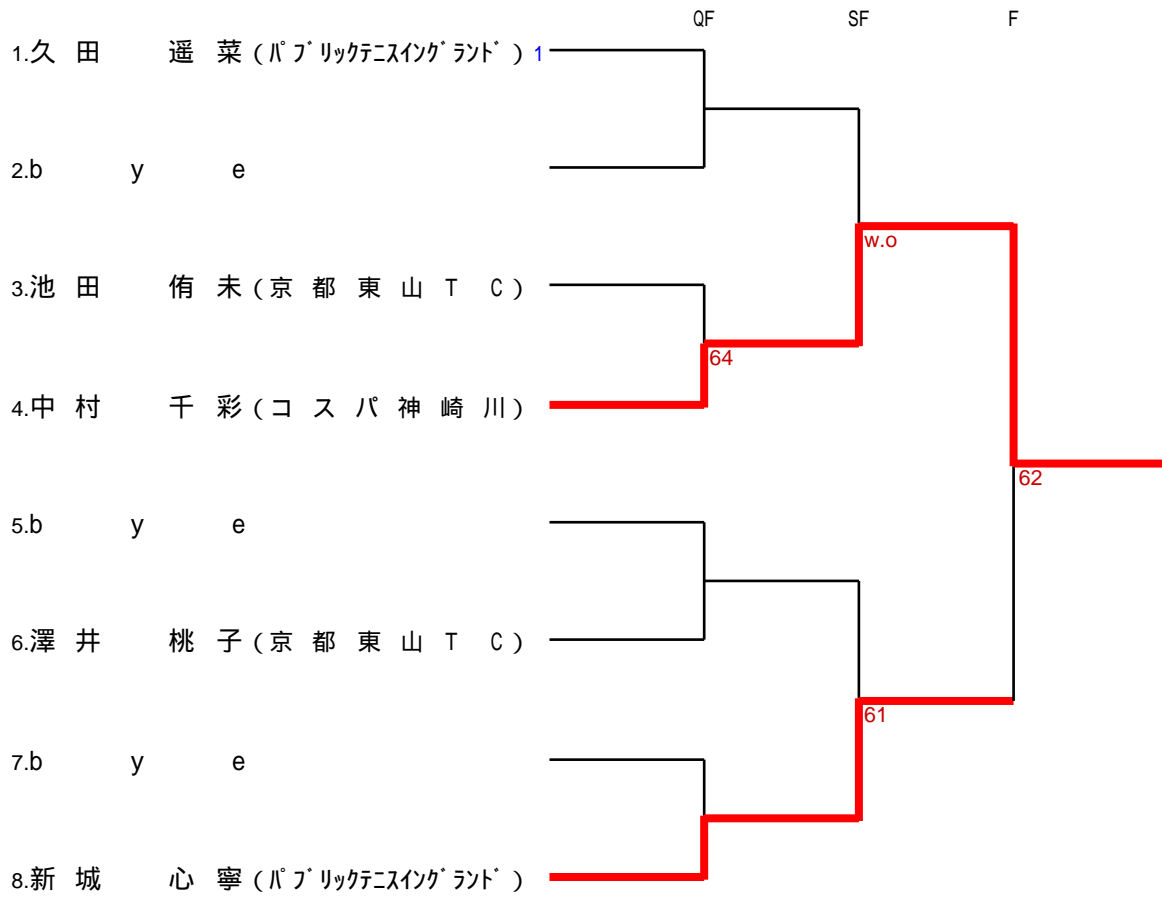 QF SF F
1.久田 遥菜(ﾊﾟﾌﾞﾘｯｸﾃﾆｽｲﾝｸﾞﾗﾝﾄﾞ) 1
2.b y e
w.o
3.池田 侑未(京都東山TC)
64
4.中村 千彩(コスパ神崎川)
62
5.b y e
6.澤井 桃子(京都東山TC)
61
7.b y e
8.新城 心寧(ﾊﾟﾌﾞﾘｯｸﾃﾆｽｲﾝｸﾞﾗﾝﾄﾞ)